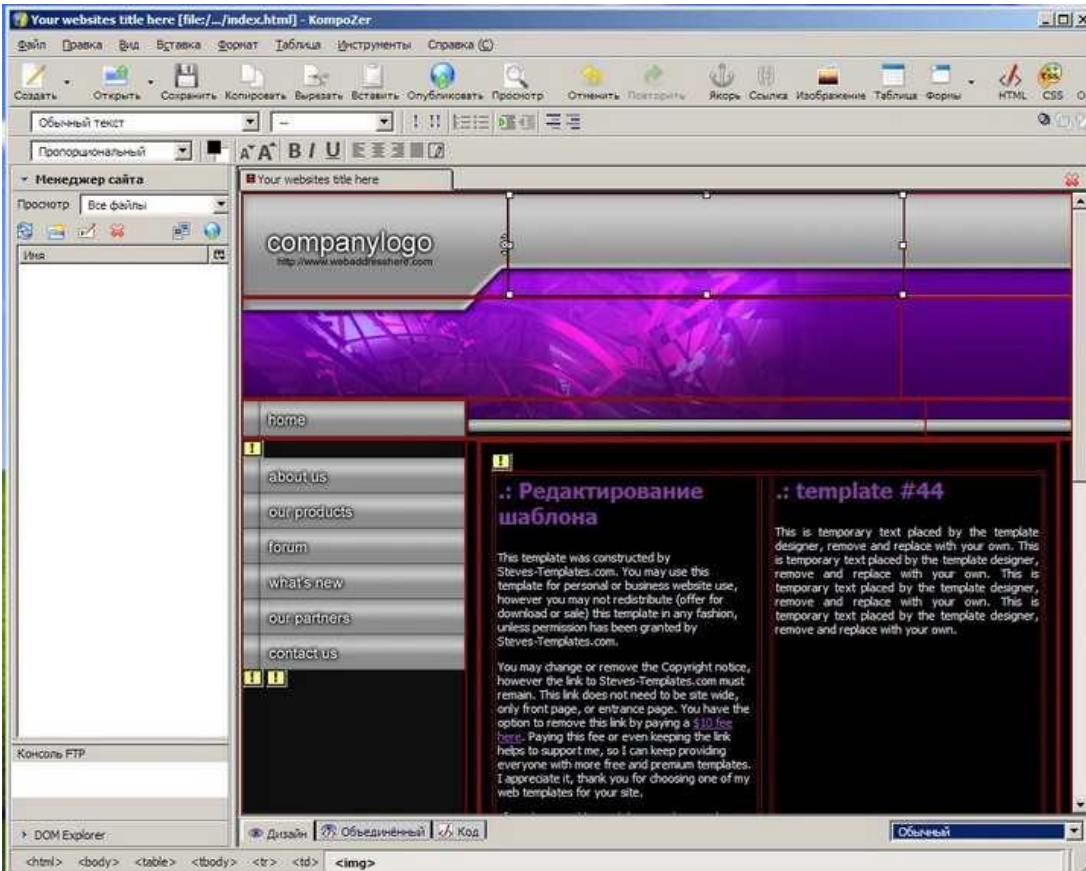 Your websites title here [file:/.../index.html] - KompoZer
Файл Правка Вид Вставка Формат Таблица Инструменты Справка (C)
Создать Открыть Сохранить Копировать Вырезать Вставить Опубликовать Просмотр Отменить Повторить Якорь Ссылка Изображение Таблица Формы HTML CSS
Обычный текст
Пропорциональный
B I U
Менеджер сайта
Your websites title here
Просмотр Все файлы
Имя
companylogo
http://www.webaddresshere.com
home
about us
our products
forum
what's new
our partners
contact us
.: Редактирование
шаблона
This template was constructed by
Steves-Templates.com. You may use this
template for personal or business website use,
however you may not redistribute (offer for
download or sale) this template in any fashion,
unless permission has been granted by
Steves-Templates.com.
You may change or remove the Copyright notice,
however the link to Steves-Templates.com must
remain. This link does not need to be site wide,
only front page, or entrance page. You have the
option to remove this link by paying a $10 fee
here. Paying this fee or even keeping the link
helps to support me, so I can keep providing
everyone with more free and premium templates.
I appreciate it, thank you for choosing one of my
web templates for your site.
.: template #44
This is temporary text placed by the template
designer, remove and replace with your own. This
is temporary text placed by the template designer,
remove and replace with your own. This is
temporary text placed by the template designer,
remove and replace with your own. This is
temporary text placed by the template designer,
remove and replace with your own.
Консоль FTP
DOM Explorer
Дизайн Объединённый Код
Обычный
<html> <body> <table> <tbody> <tr> <td> <img>